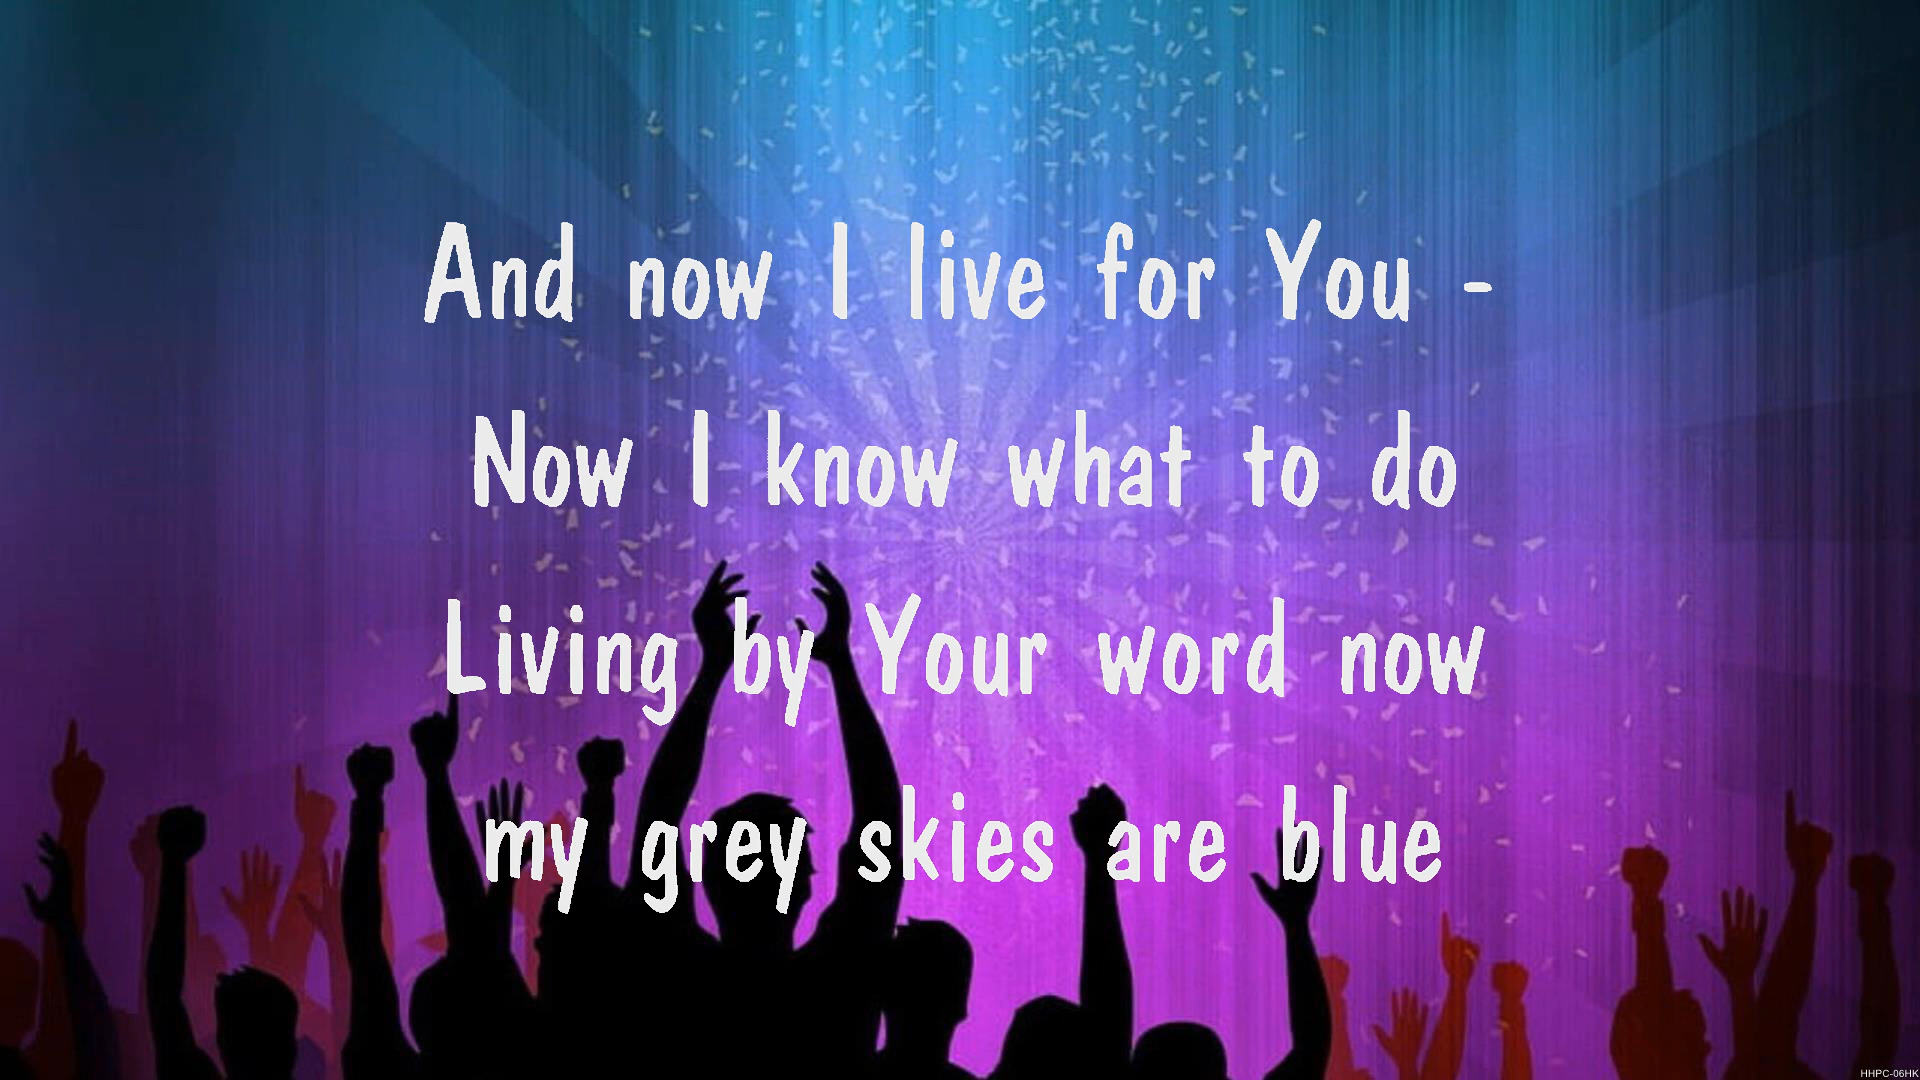 And now I live for You -
Now I know what to do
Living by Your word now
my grey skies are blue
HHPC-06HK